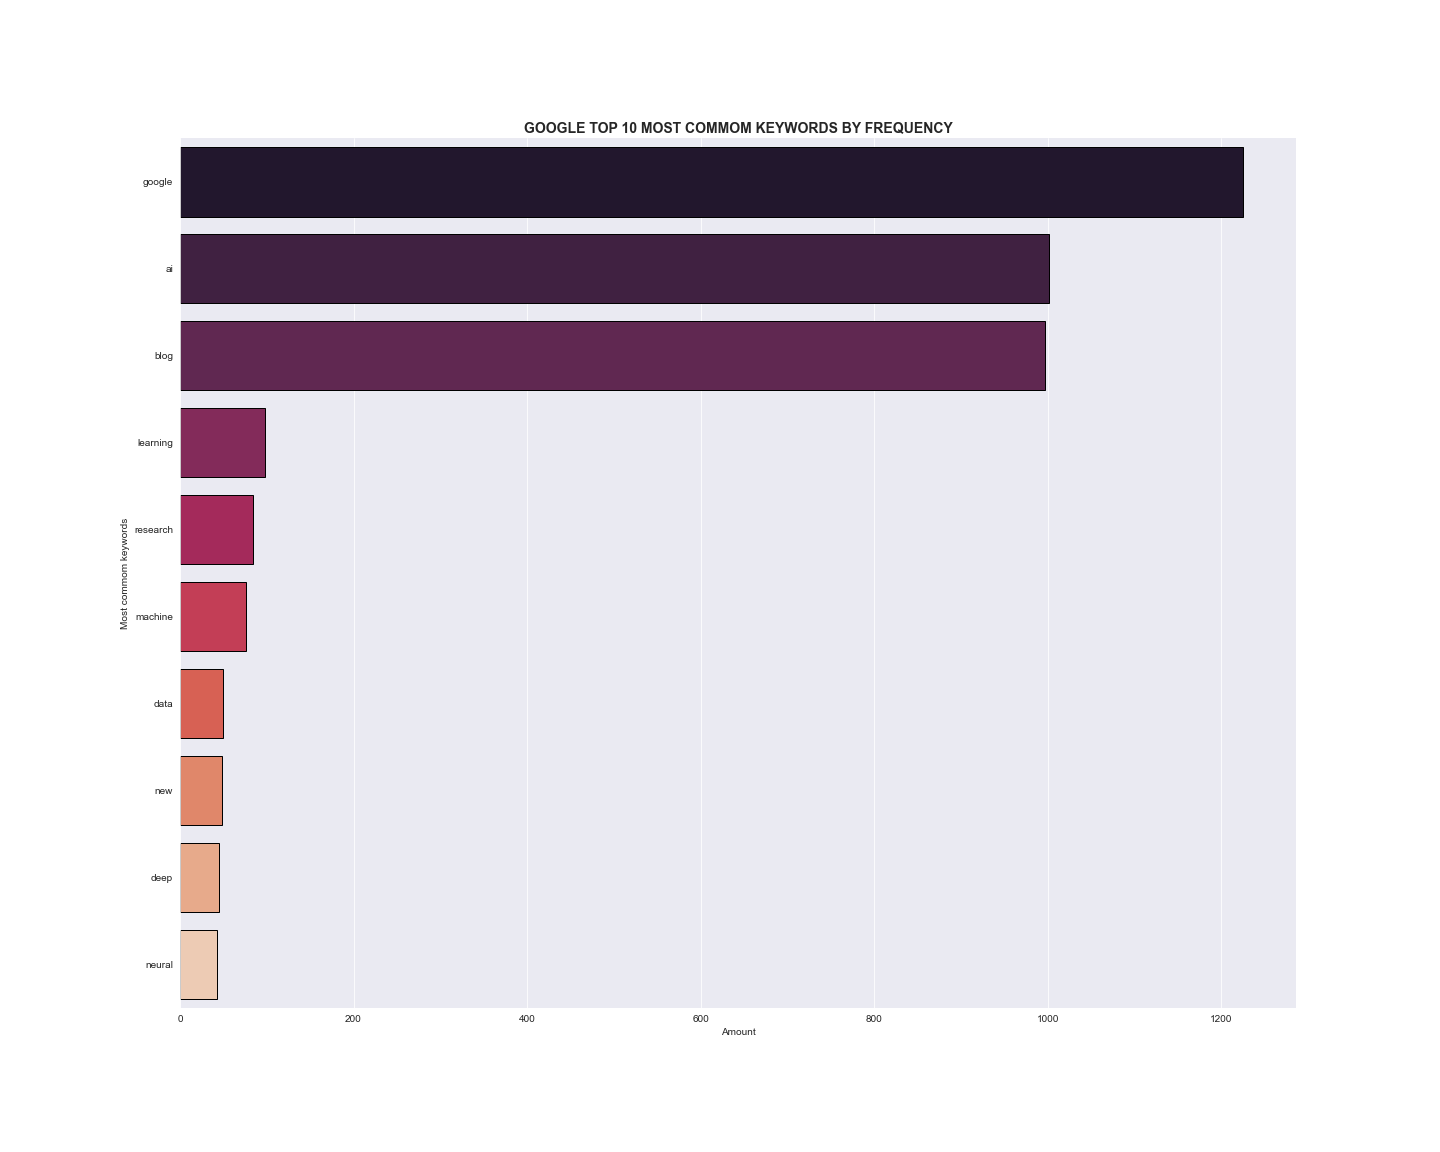 GOOGLE TOP 10 MOST COMMOM KEYWORDS BY FREQUENCY
google
ai
blog
learning
research
machine
data
new
deep
neural
Most commom keywords
0 200 400 600 800 1000 1200
Amount